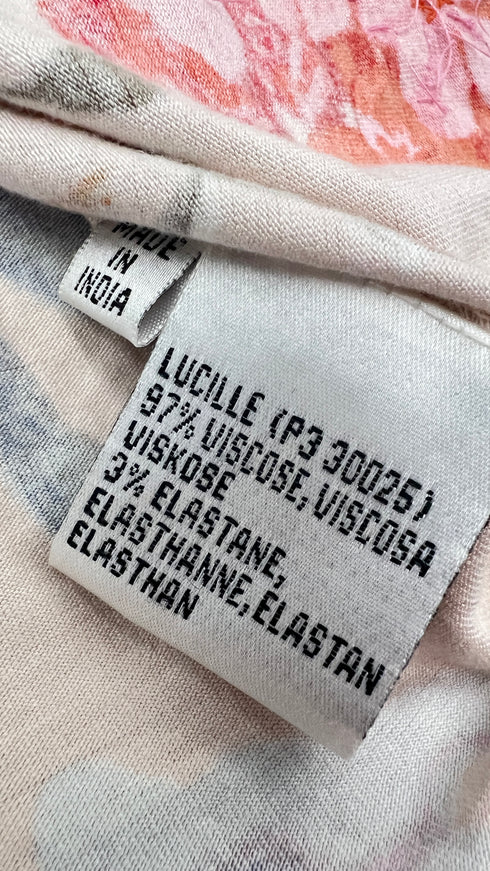 MADE
IN
INDIA
LUCILLE (P3 30025)
97% VISCOSE, VISCOSA
VISKOSE
3% ELASTANE,
ELASTHANNE, ELASTAN
ELASTHAN